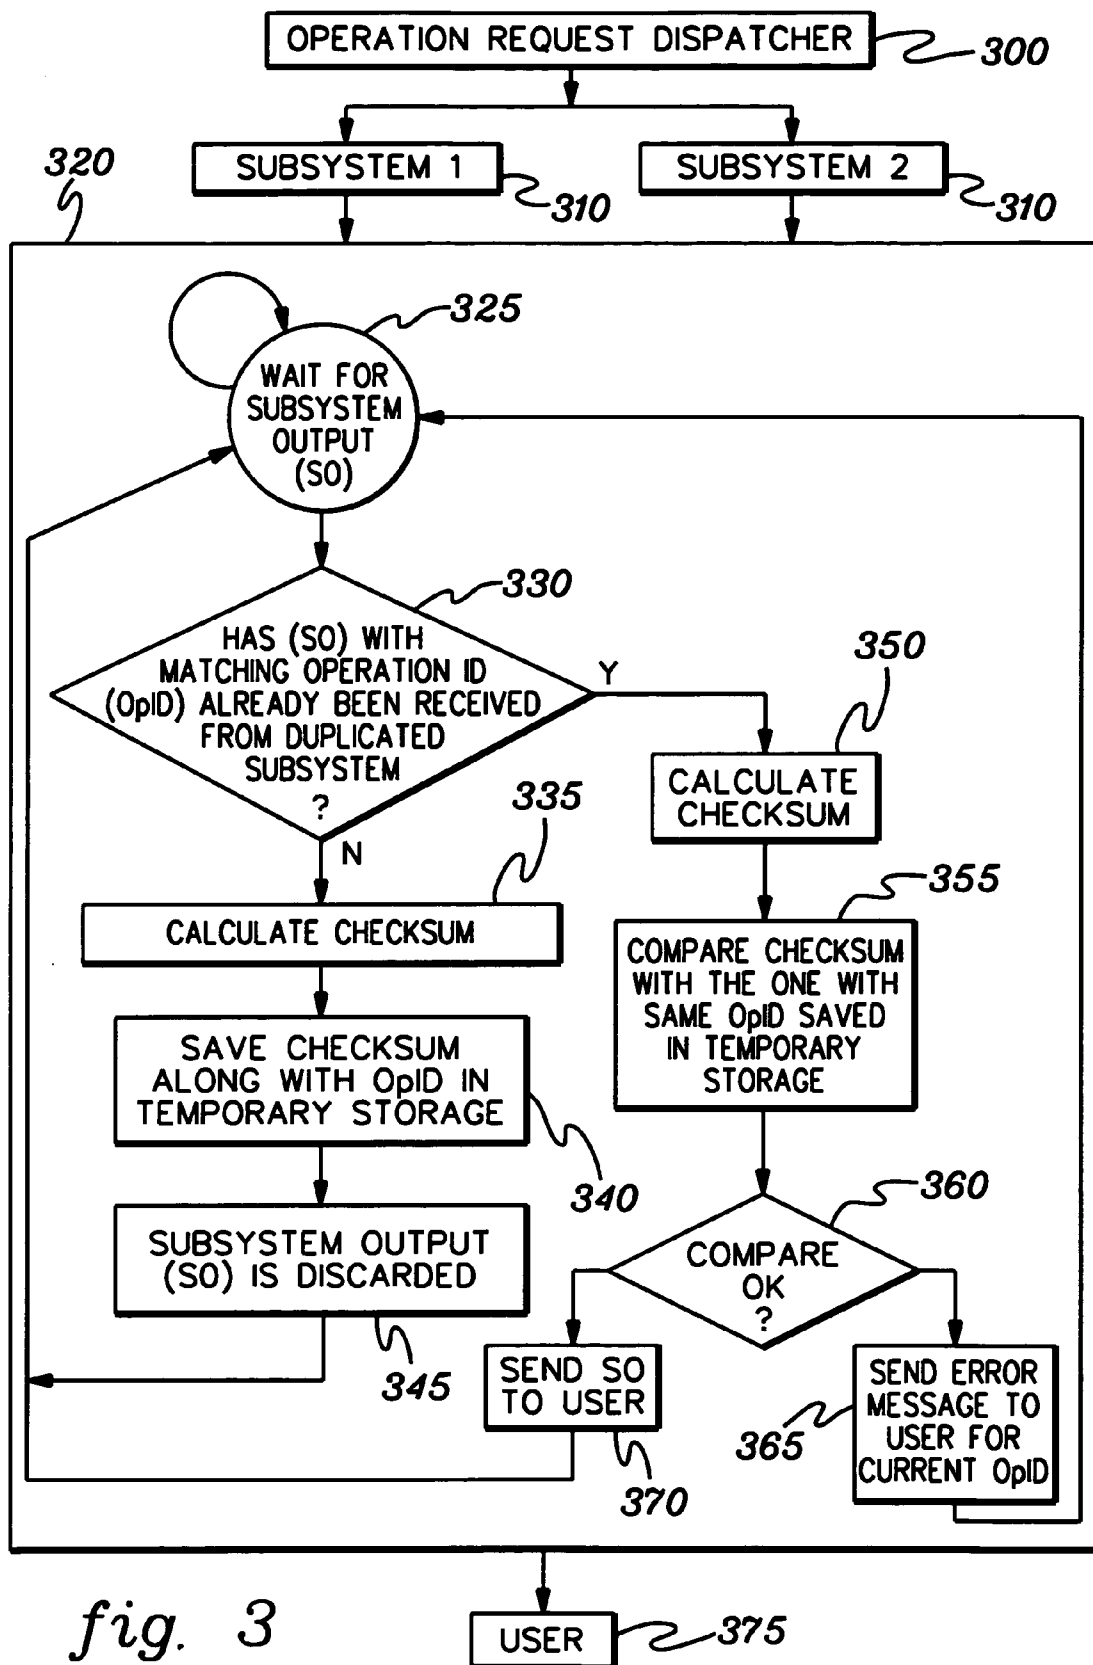 OPERATION REQUEST DISPATCHER
300
SUBSYSTEM 1
310
SUBSYSTEM 2
310
320
325
WAIT FOR
SUBSYSTEM
OUTPUT
(SO)
330
HAS (SO) WITH
MATCHING OPERATION ID
(OpID) ALREADY BEEN RECEIVED
FROM DUPLICATED
SUBSYSTEM
?
Y
N
350
CALCULATE
CHECKSUM
335
CALCULATE CHECKSUM
355
COMPARE CHECKSUM
WITH THE ONE WITH
SAME OpID SAVED
IN TEMPORARY
STORAGE
SAVE CHECKSUM
ALONG WITH OpID IN
TEMPORARY STORAGE
340
360
COMPARE
OK
?
SUBSYSTEM OUTPUT
(SO) IS DISCARDED
345
SEND SO
TO USER
370
SEND ERROR
MESSAGE TO
USER FOR
CURRENT OpID
365
fig. 3
USER
375